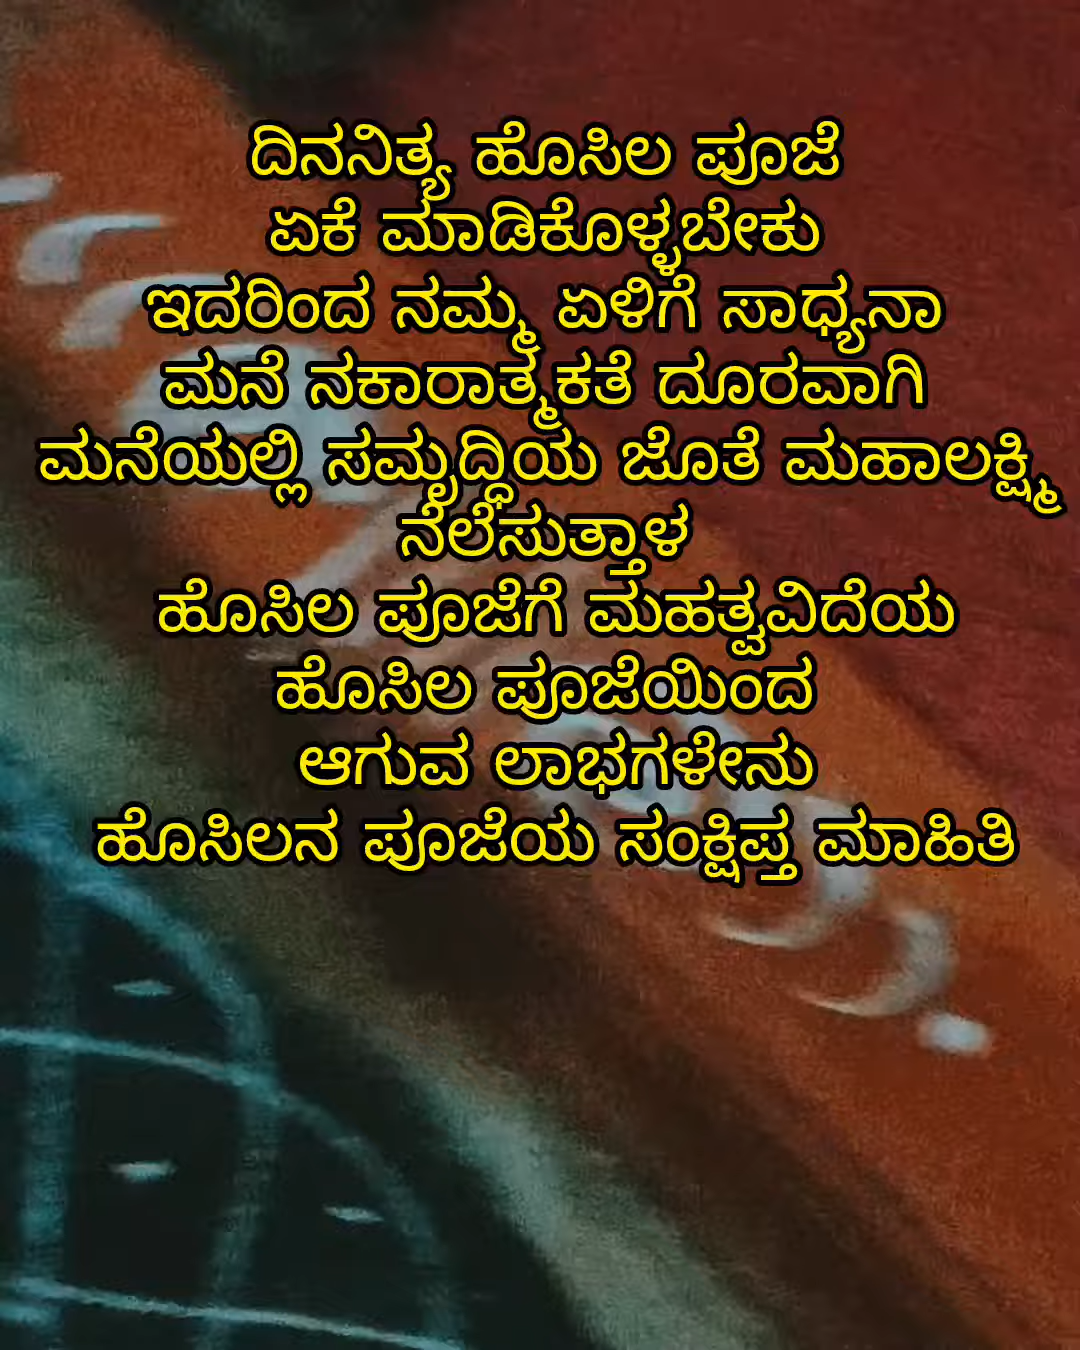 ದಿನನಿತ್ಯ ಹೊಸಿಲ ಪೂಜೆ
ಏಕೆ ಮಾಡಿಕೊಳ್ಳಬೇಕು
ಇದರಿಂದ ನಮ್ಮ ಏಳಿಗೆ ಸಾಧ್ಯನಾ
ಮನೆ ನಕಾರಾತ್ಮಕತೆ ದೂರವಾಗಿ
ಮನೆಯಲ್ಲಿ ಸಮೃದ್ಧಿಯ ಜೊತೆ ಮಹಾಲಕ್ಷ್ಮಿ
ನೆಲೆಸುತ್ತಾಳ
ಹೊಸಿಲ ಪೂಜೆಗೆ ಮಹತ್ವವಿದೆಯ
ಹೊಸಿಲ ಪೂಜೆಯಿಂದ
ಆಗುವ ಲಾಭಗಳೇನು
ಹೊಸಿಲನ ಪೂಜೆಯ ಸಂಕ್ಷಿಪ್ತ ಮಾಹಿತಿ